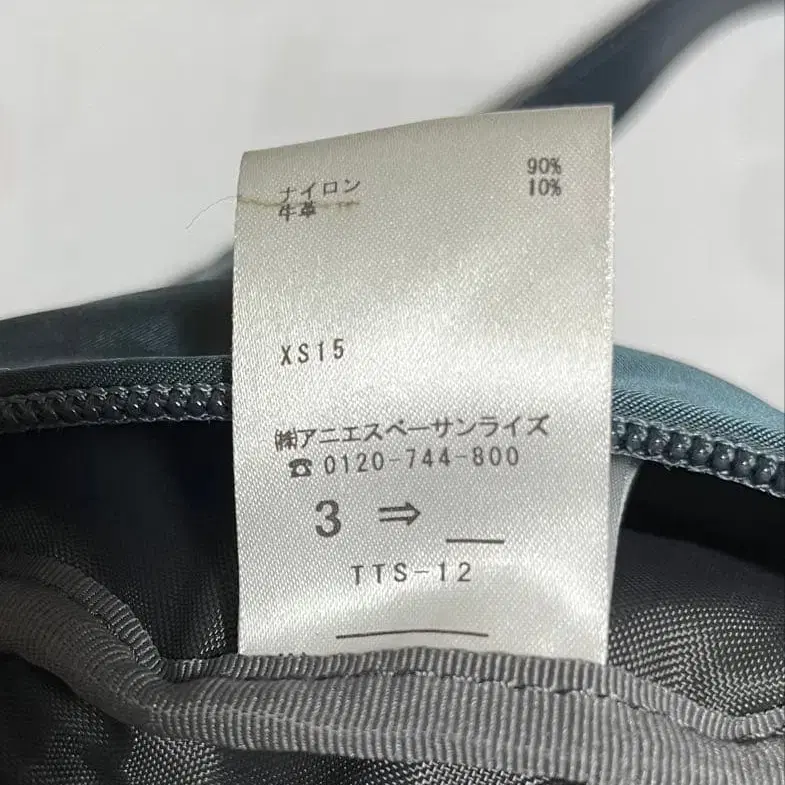 ナイロン 90%
牛革 10%
XS15
㈱アニエスベーサンライズ
☎0120-744-800
3 ⇒
TTS-12